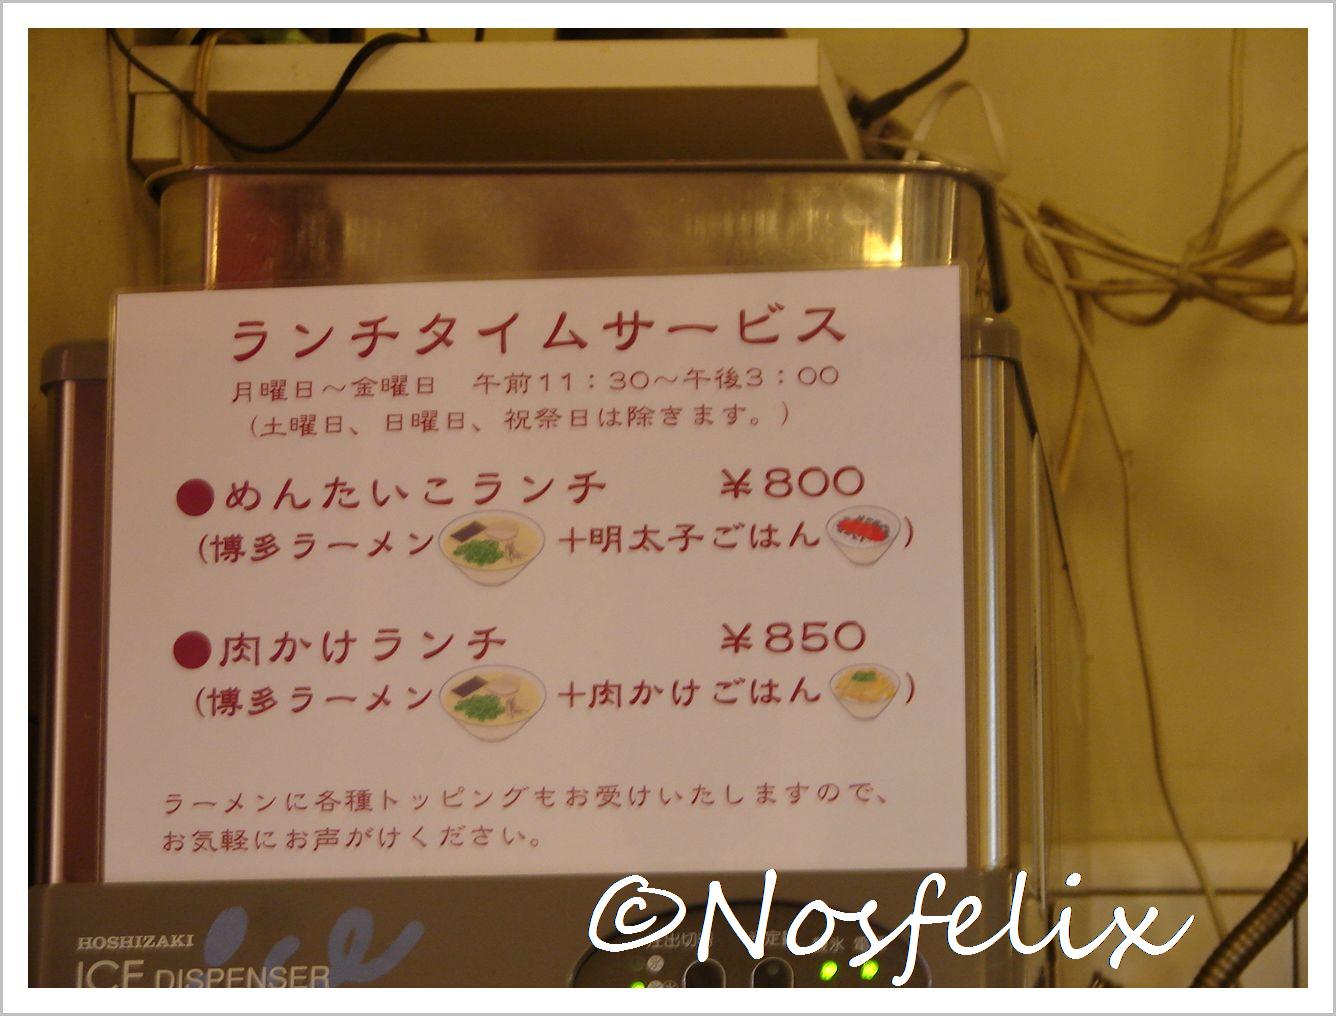 ランチタイムサービス
月曜日～金曜日　午前11：30～午後3：00
（土曜日、日曜日、祝祭日は除きます。）
●めんたいこランチ　¥800
（博多ラーメン　＋明太子ごはん　）
●肉かけランチ　¥850
（博多ラーメン　＋肉かけごはん　）
ラーメンに各種トッピングもお受けいたしますので、
お気軽にお声がけください。
©Nosfelix
HOSHIZAKI
ice
ICE DISPENSER